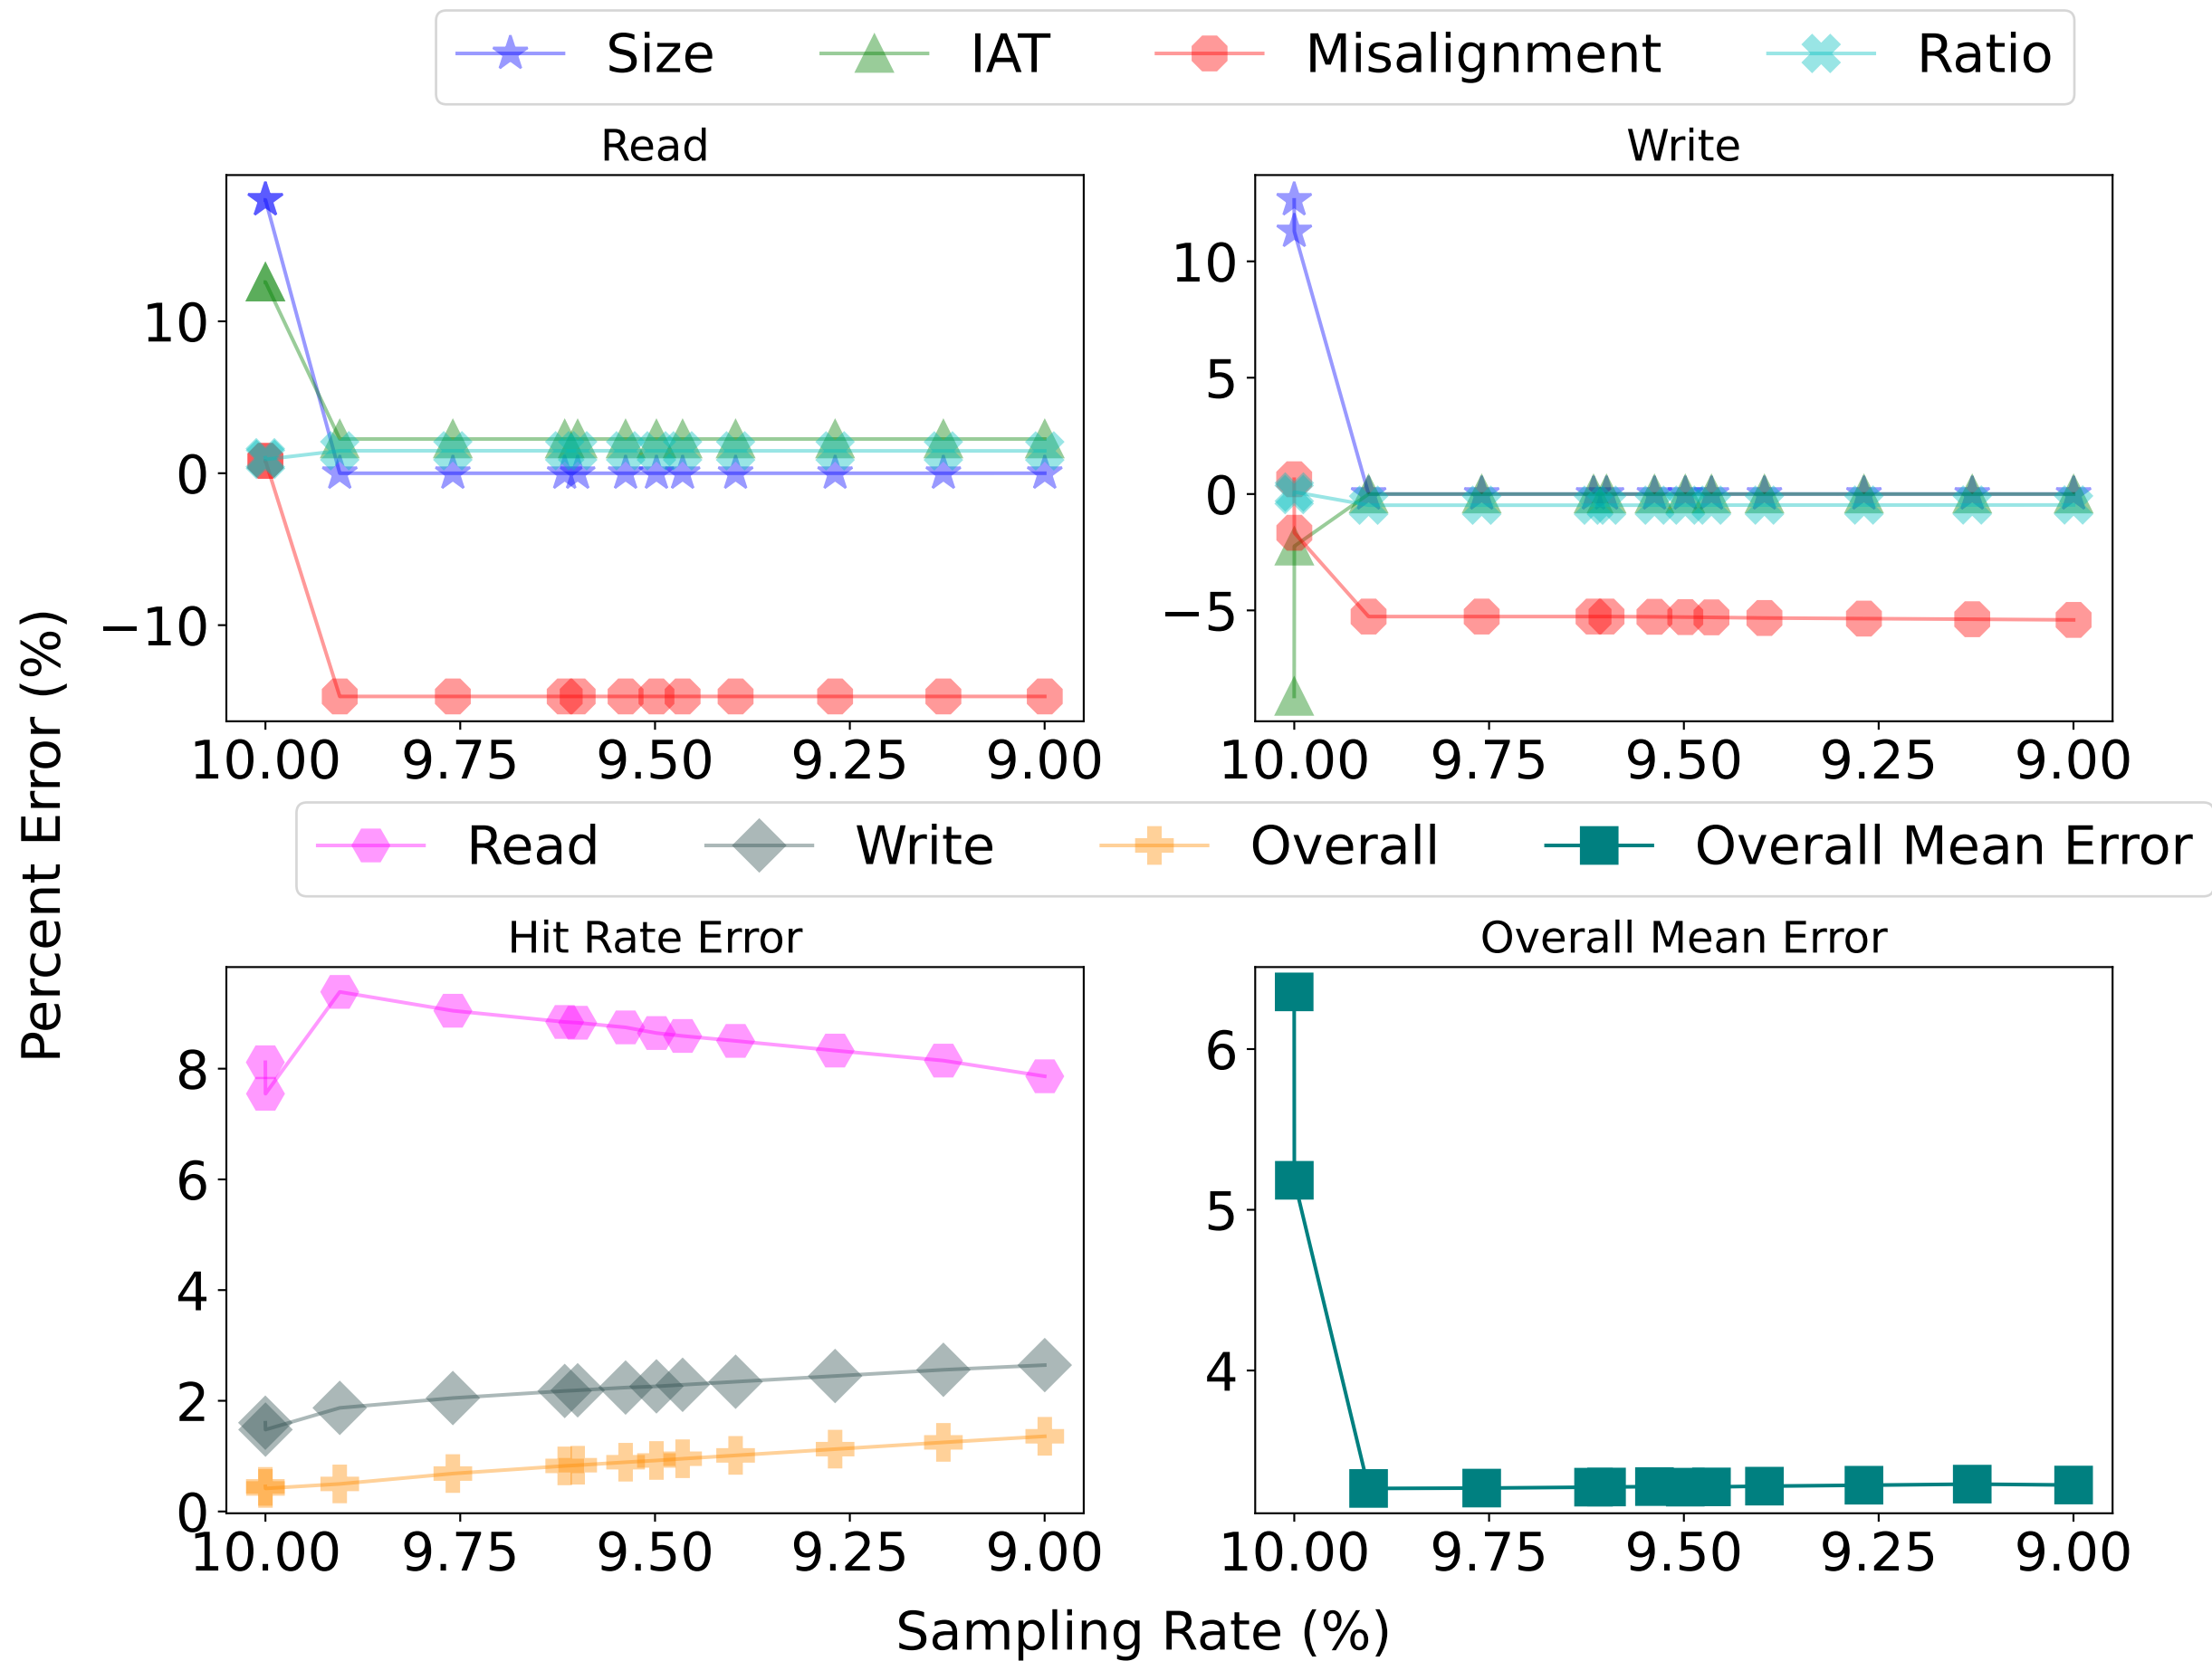 Size IAT Misalignment Ratio
Read
Write
10
0
−10
10
5
0
−5
10.00 9.75 9.50 9.25 9.00
10.00 9.75 9.50 9.25 9.00
Percent Error (%)
Read Write Overall Overall Mean Error
Hit Rate Error
Overall Mean Error
8
6
4
2
0
6
5
4
10.00 9.75 9.50 9.25 9.00
10.00 9.75 9.50 9.25 9.00
Sampling Rate (%)